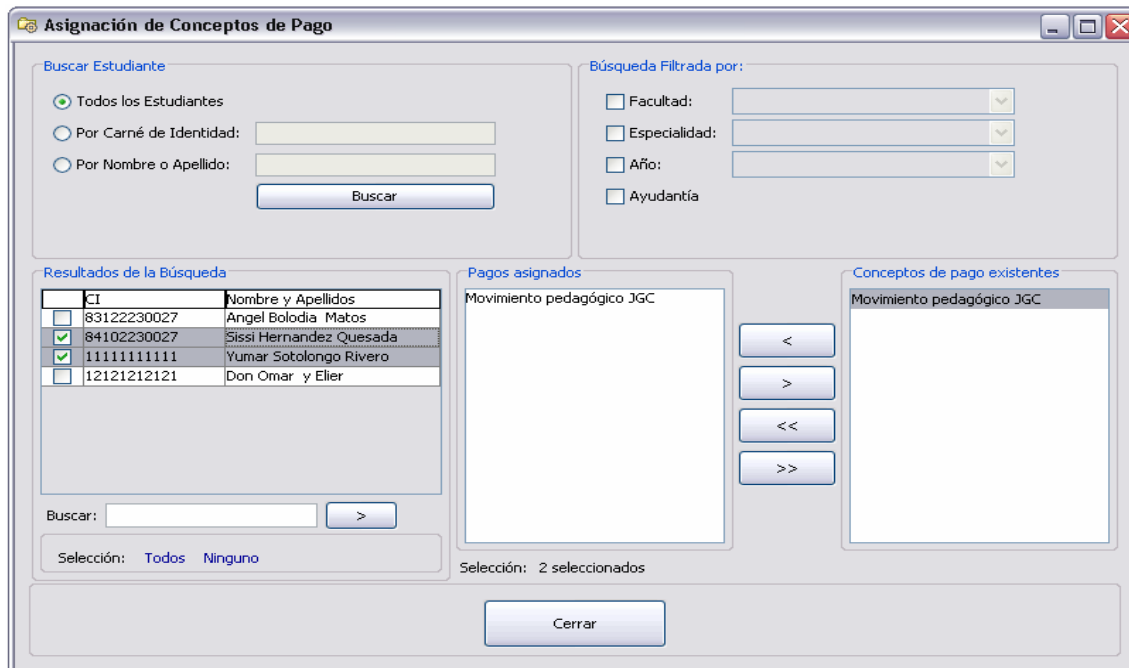 Asignación de Conceptos de Pago
Buscar Estudiante
Todos los Estudiantes
Por Carné de Identidad:
Por Nombre o Apellido:
Buscar
Búsqueda Filtrada por:
Facultad:
Especialidad:
Año:
Ayudantía
Resultados de la Búsqueda
CI Nombre y Apellidos
83122230027 Angel Bolodia Matos
84102230027 Sissi Hernandez Quesada
11111111111 Yumar Sotolongo Rivero
12121212121 Don Omar y Elier
Buscar: >
Selección: Todos Ninguno
Pagos asignados
Movimiento pedagógico JGC
<
>
<<
>>
Conceptos de pago existentes
Movimiento pedagógico JGC
Selección: 2 seleccionados
Cerrar